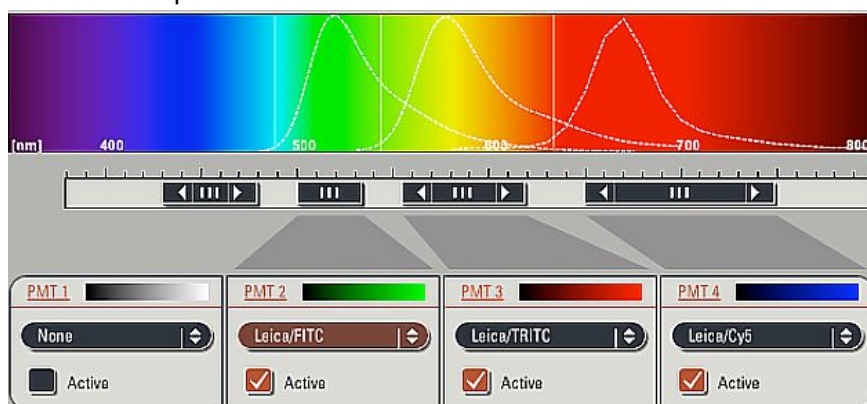 [nm] 400 500 600 700 800
PMT 1 PMT 2 PMT 3 PMT 4
None Leica/FITC Leica/TRITC Leica/Cy5
Active Active Active Active